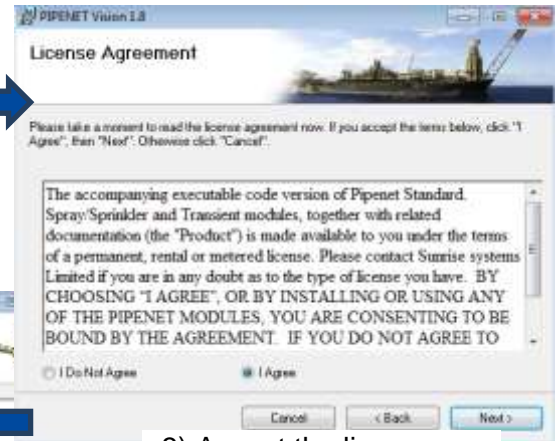 PIPENET Vision 1.8
License Agreement
Please take a moment to read the license agreement now. If you accept the terms below, click "I
Agree", then "Next". Otherwise click "Cancel".
The accompanying executable code version of Pipenet Standard.
Spray/Sprinkler and Transient modules, together with related
documentation (the "Product") is made available to you under the terms
of a permanent, rental or metered license. Please contact Sunrise systems
Limited if you are in any doubt as to the type of license you have. BY
CHOOSING "I AGREE", OR BY INSTALLING OR USING ANY
OF THE PIPENET MODULES, YOU ARE CONSENTING TO BE
BOUND BY THE AGREEMENT. IF YOU DO NOT AGREE TO
I Do Not Agree
I Agree
Cancel
< Back
Next >